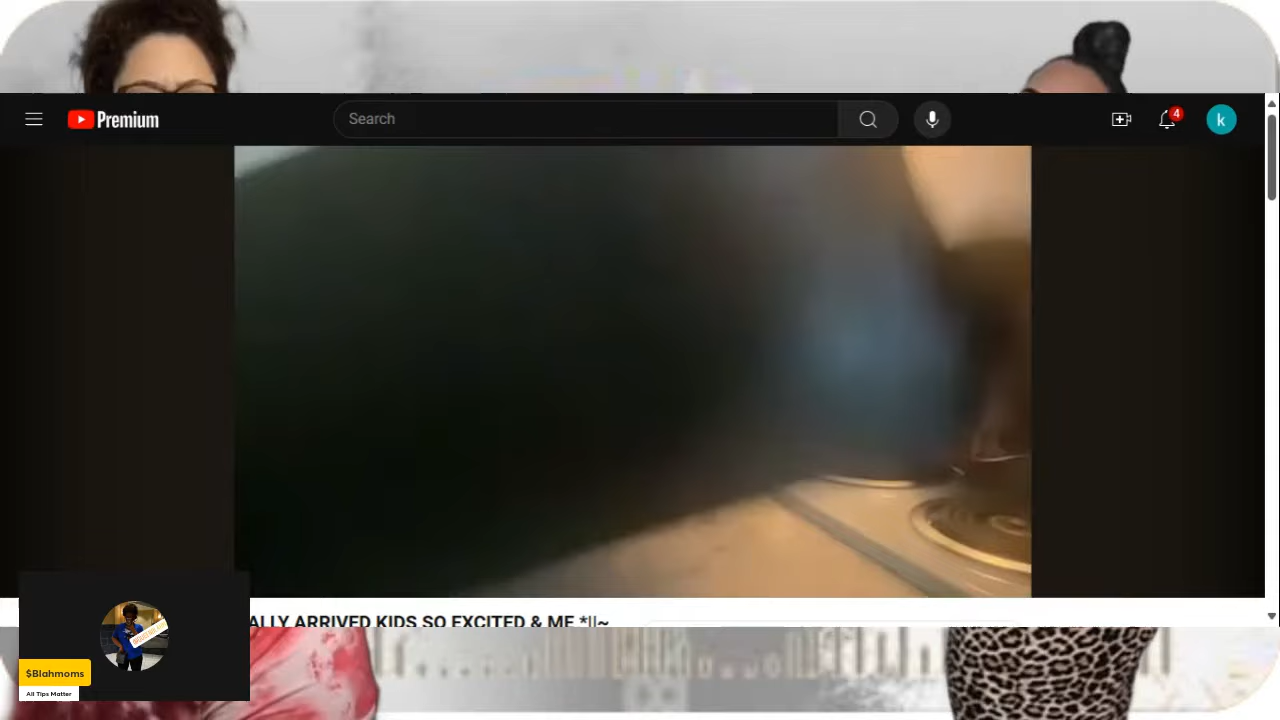 Premium
Search
4
k
ALLY ARRIVED KIDS SO EXCITED & ME *||~
$Blahmoms
All Tips Matter